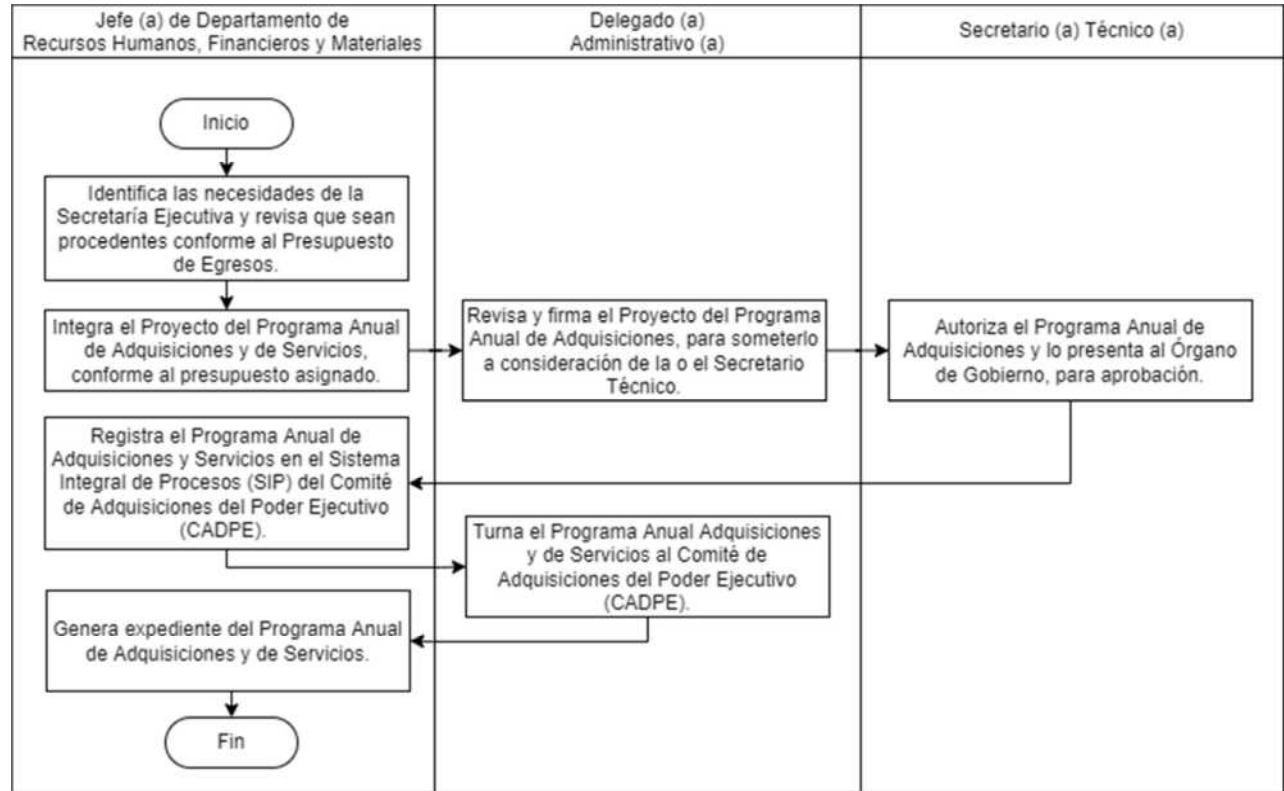 Jefe (a) de Departamento de
Recursos Humanos, Financieros y Materiales
Delegado (a)
Administrativo (a)
Secretario (a) Técnico (a)
Inicio
Identifica las necesidades de la
Secretaría Ejecutiva y revisa que sean
procedentes conforme al Presupuesto
de Egresos.
Integra el Proyecto del Programa Anual
de Adquisiciones y de Servicios,
conforme al presupuesto asignado.
Revisa y firma el Proyecto del Programa
Anual de Adquisiciones, para someterlo
a consideración de la o el Secretario
Técnico.
Autoriza el Programa Anual de
Adquisiciones y lo presenta al Órgano
de Gobierno, para aprobación.
Registra el Programa Anual de
Adquisiciones y Servicios en el Sistema
Integral de Procesos (SIP) del Comité
de Adquisiciones del Poder Ejecutivo
(CADPE).
Turna el Programa Anual Adquisiciones
y de Servicios al Comité de
Adquisiciones del Poder Ejecutivo
(CADPE).
Genera expediente del Programa Anual
de Adquisiciones y de Servicios.
Fin